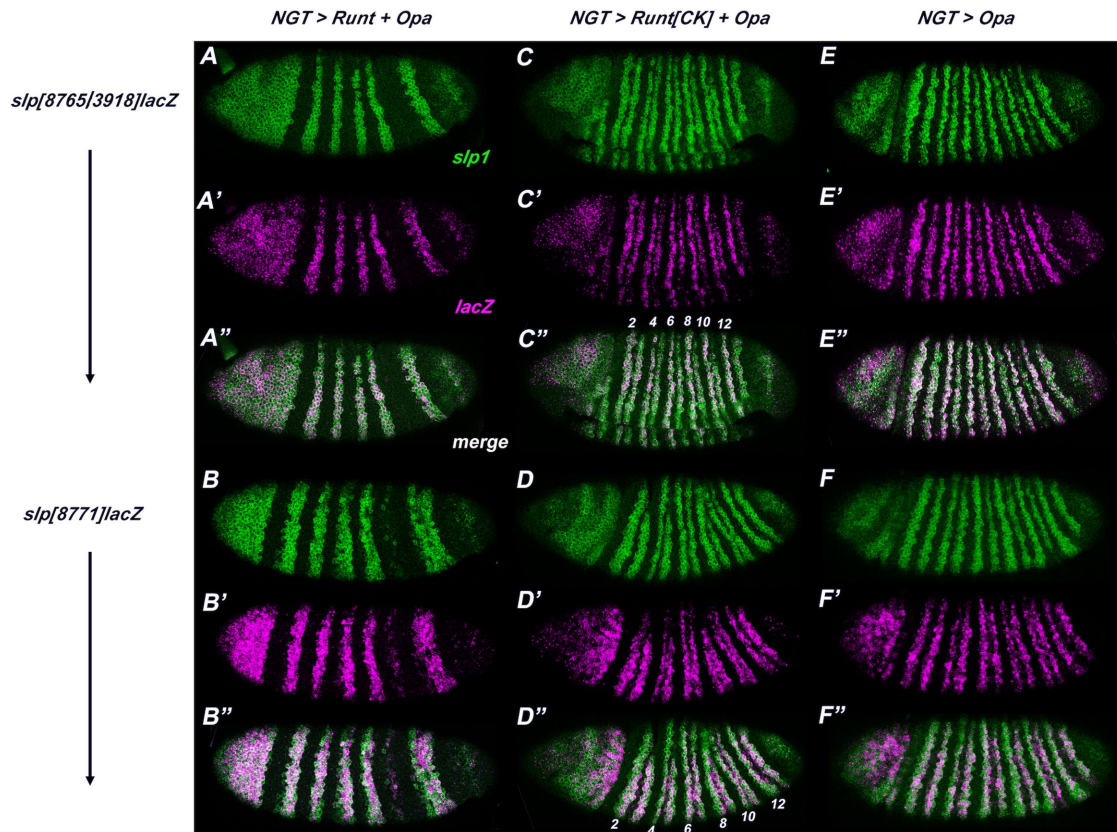 NGT > Runt + Opa
NGT > Runt[CK] + Opa
NGT > Opa
slp[8765|3918]lacZ
A
C
E
slp1
A’
C’
E’
lacZ
2 4 6 8 10 12
A”
C”
E”
merge
slp[8771]lacZ
B
D
F
B’
D’
F’
B”
D”
F”
2 4 6 8 10 12